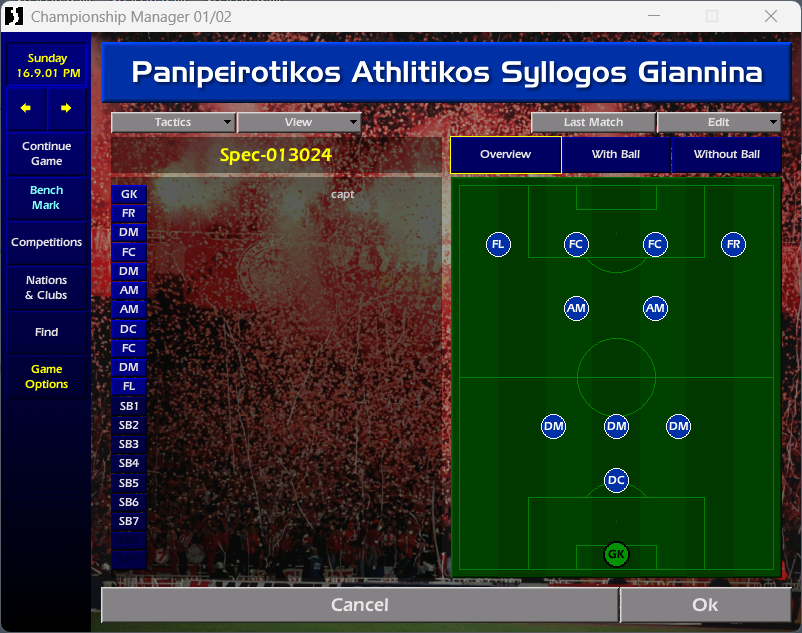 Championship Manager 01/02
Sunday
16.9.01 PM
Continue
Game
Bench
Mark
Competitions
Nations
& Clubs
Find
Game
Options
Panipeirotikos Athlitikos Syllogos Giannina
Tactics
View
Last Match
Edit
Spec-013024
Overview
With Ball
Without Ball
GK
capt
FR
DM
FC
DM
AM
AM
DC
FC
DM
FL
SB1
SB2
SB3
SB4
SB5
SB6
SB7
FL FC FC FR
AM AM
DM DM DM
DC
GK
Cancel
Ok